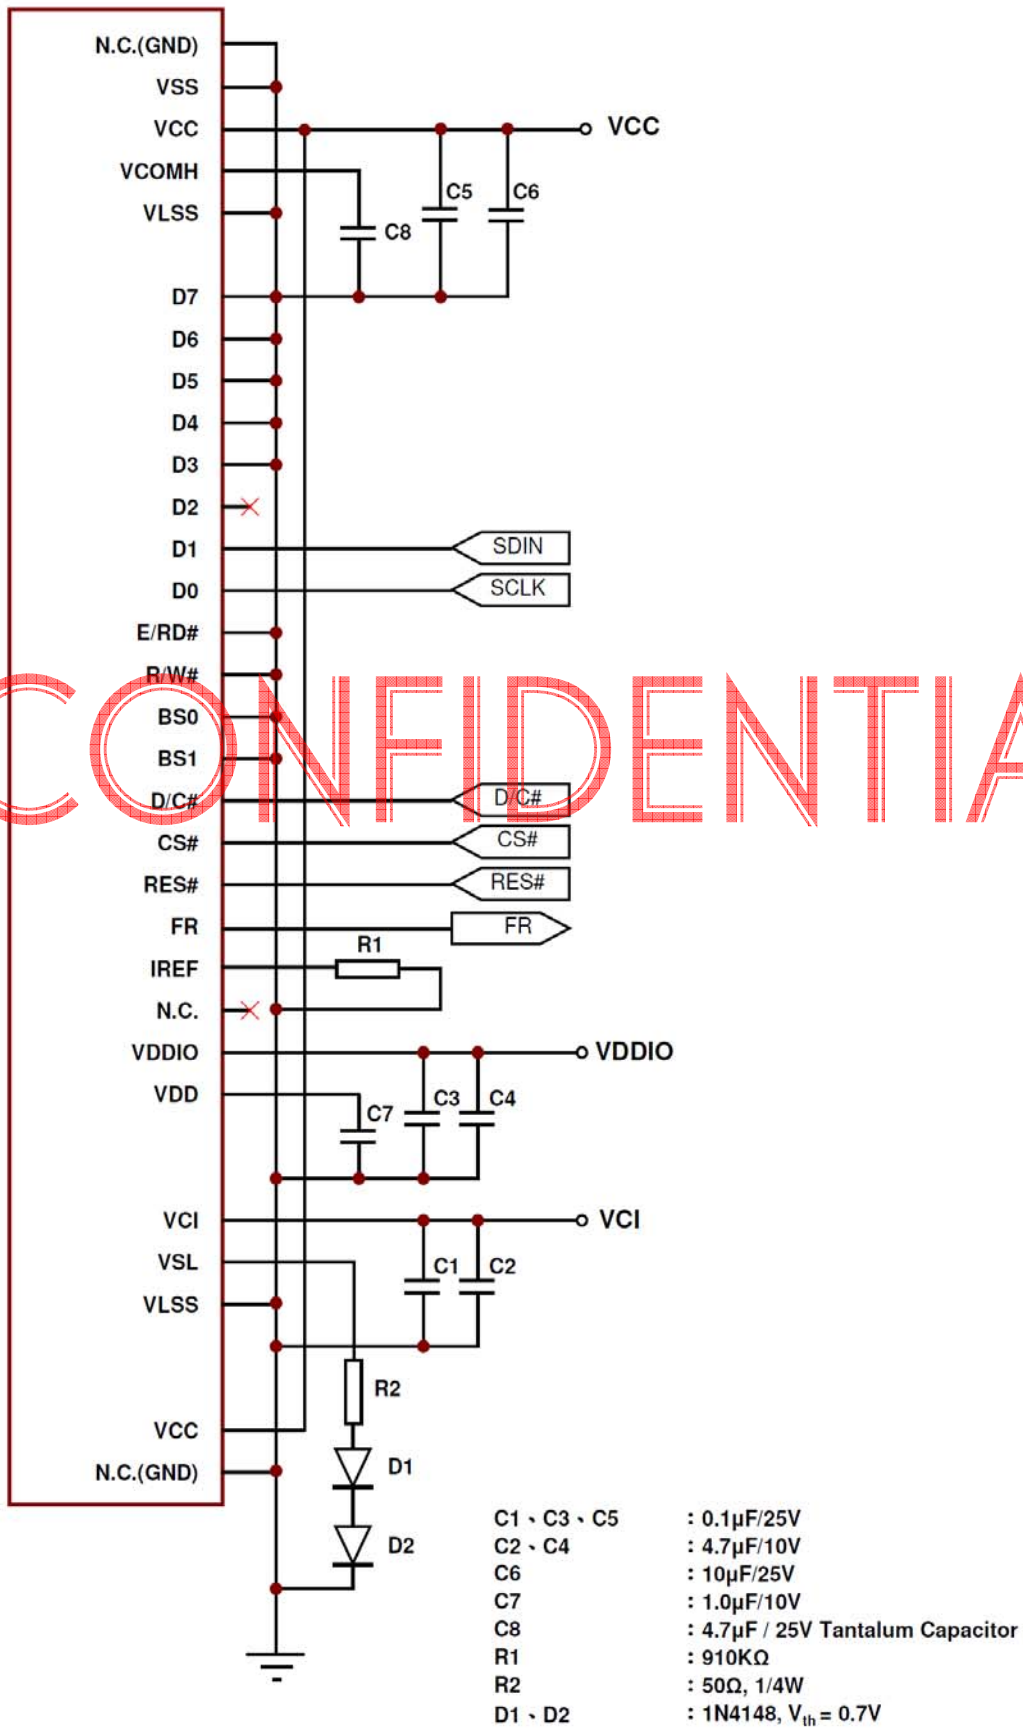 N.C.(GND)
VSS
VCC
VCC
VCOMH
C5
C6
VLSS
C8
D7
D6
D5
D4
D3
D2
D1
SDIN
D0
SCLK
E/RD#
R/W#
CONFIDENTIA
BS0
BS1
D/C#
D/C#
CS#
CS#
RES#
RES#
FR
FR
R1
IREF
N.C.
VDDIO
VDDIO
VDD
C7
C3
C4
VCI
VCI
VSL
C1
C2
VLSS
R2
VCC
D1
N.C.(GND)
D2
C1、C3、C5 : 0.1μF/25V
C2、C4 : 4.7μF/10V
C6 : 10μF/25V
C7 : 1.0μF/10V
C8 : 4.7μF / 25V Tantalum Capacitor
R1 : 910KΩ
R2 : 50Ω, 1/4W
D1、D2 : 1N4148, Vth = 0.7V